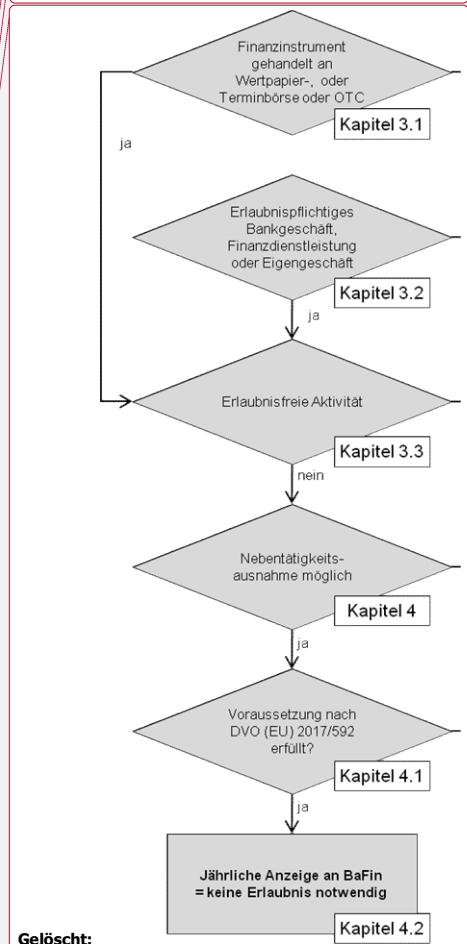 Finanzinstrument
gehandelt an
Wertpapier-, oder
Terminbörse oder OTC
Kapitel 3.1
ja
Erlaubnispflichtiges
Bankgeschäft,
Finanzdienstleistung
oder Eigengeschäft
Kapitel 3.2
ja
Erlaubnisfreie Aktivität
Kapitel 3.3
nein
Nebentätigkeits-
ausnahme möglich
Kapitel 4
ja
Voraussetzung nach
DVO (EU) 2017/592
erfüllt?
Kapitel 4.1
ja
Jährliche Anzeige an BaFin
= keine Erlaubnis notwendig
Kapitel 4.2
Gelöscht: